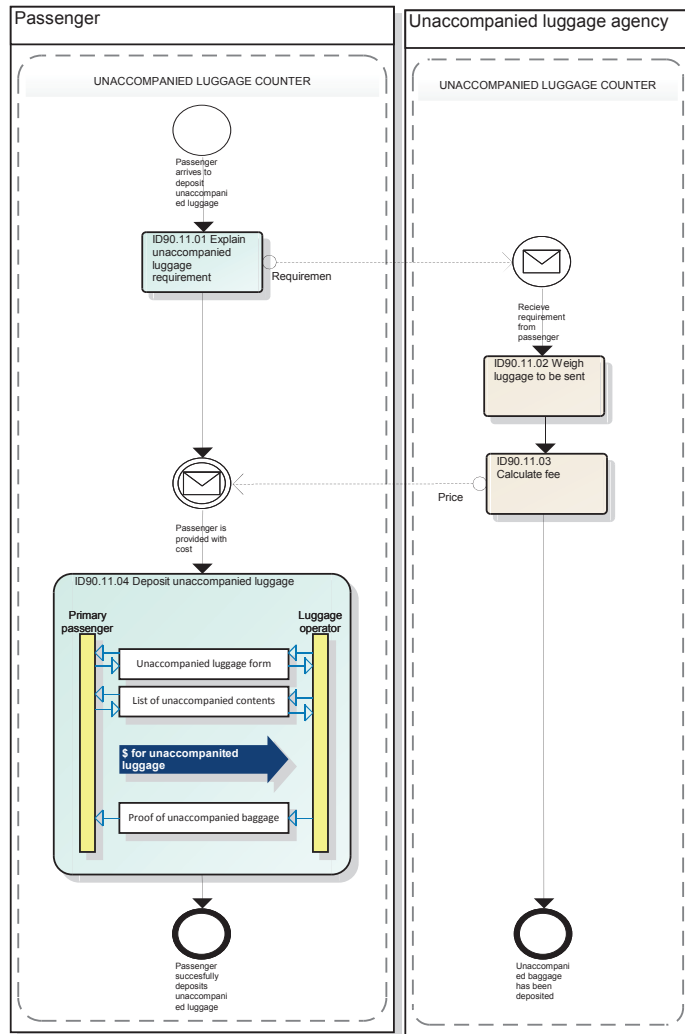 Passenger
UNACCOMPANIED LUGGAGE COUNTER
Passenger
arrives to
deposit
unaccompani
ed luggage
ID90.11.01 Explain
unaccompanied
luggage
requirement
Requiremen
Passenger is
provided with
cost
ID90.11.04 Deposit unaccompanied luggage
Primary
passenger
Luggage
operator
Unaccompanied luggage form
List of unaccompanied contents
$ for unaccompanited
luggage
Proof of unaccompanied baggage
Passenger
succesfully
deposits
unaccompani
ed luggage
Unaccompanied luggage agency
UNACCOMPANIED LUGGAGE COUNTER
Recieve
requirement
from
passenger
ID90.11.02 Weigh
luggage to be sent
ID90.11.03
Calculate fee
Price
Unaccompani
ed baggage
has been
deposited